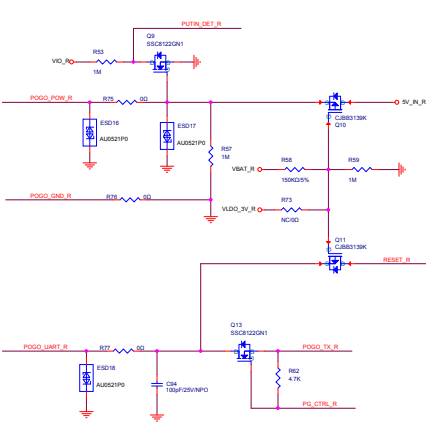 PUTIN_DET_R
Q9
SSC8122GN1
R53
VIO_R
1M
POGO_POW_R
R75
0Ω
5V_IN_R
ESD16
AU0521P0
ESD17
AU0521P0
CJBB3139K
Q10
R57
1M
R58
VBAT_R
150KΩ/5%
R59
1M
POGO_GND_R
R76
0Ω
R73
VLDO_3V_R
NC/0Ω
Q11
CJBB3139K
RESET_R
Q13
SSC8122GN1
POGO_UART_R
R77
0Ω
POGO_TX_R
ESD18
AU0521P0
C94
100pF/25V/NPO
R62
4.7K
PG_CTRL_R